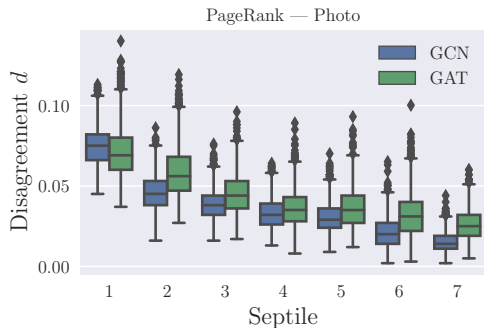 PageRank — Photo
GCN
GAT
Disagreement d
0.10
0.05
0.00
1 2 3 4 5 6 7
Septile